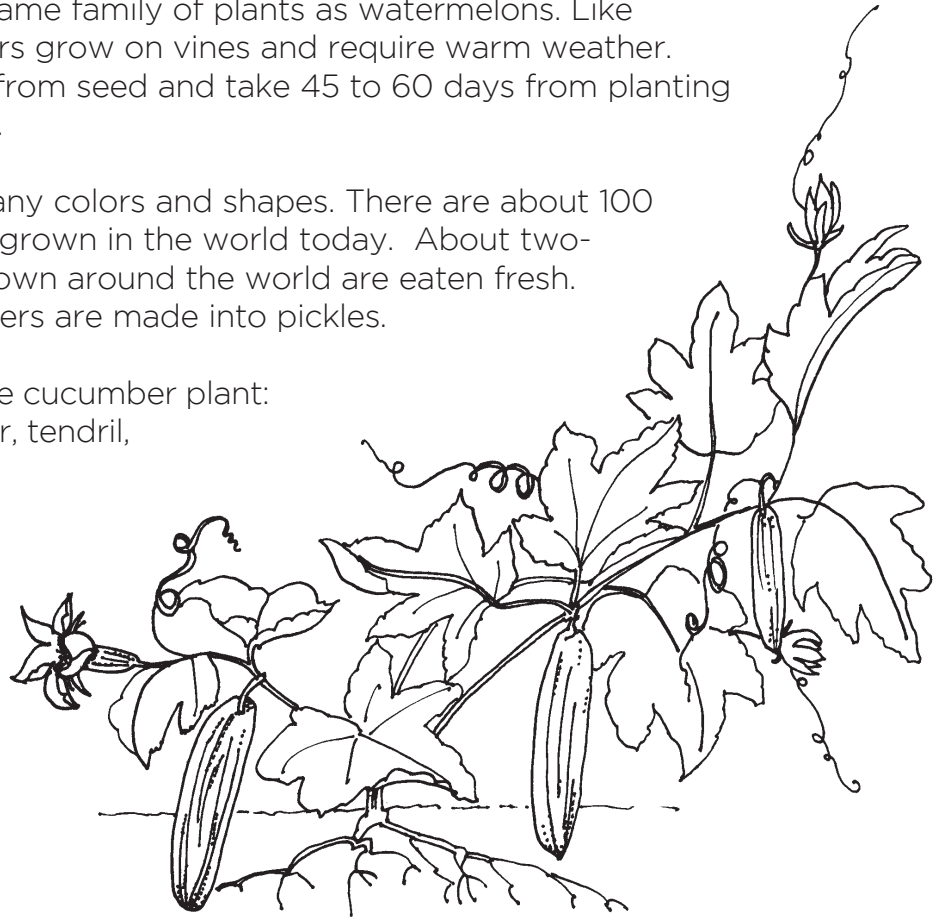 ame family of plants as watermelons. Like
rs grow on vines and require warm weather.
from seed and take 45 to 60 days from planting
.
any colors and shapes. There are about 100
grown in the world today.  About two-
own around the world are eaten fresh.
ers are made into pickles.
e cucumber plant:
r, tendril,